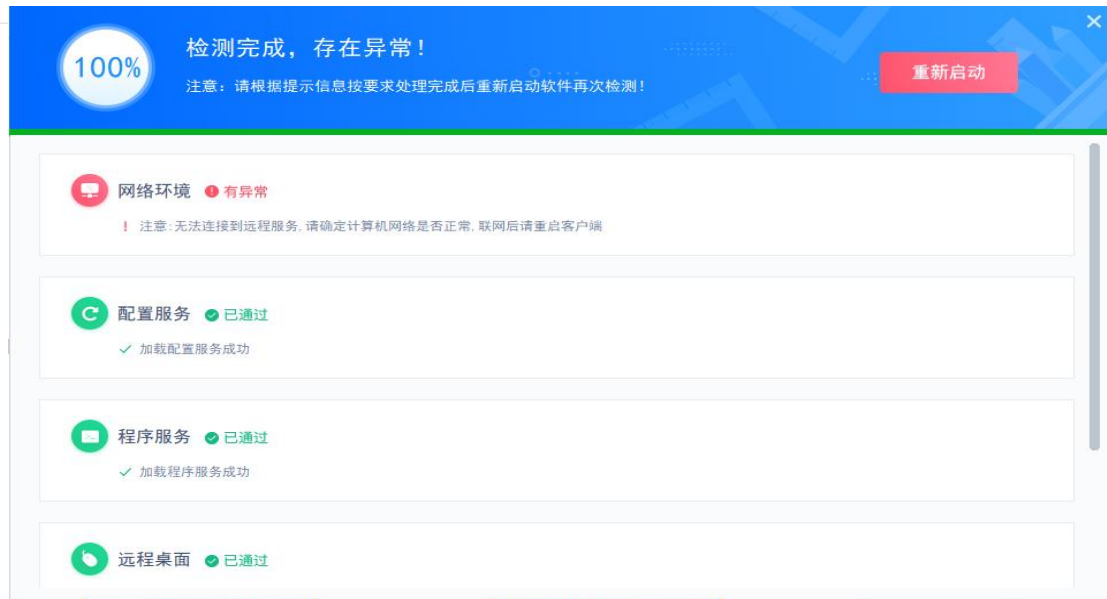 100%
检测完成，存在异常！
注意：请根据提示信息按要求处理完成后重新启动软件再次检测！
重新启动
网络环境 有异常
! 注意:无法连接到远程服务,请确定计算机网络是否正常,联网后请重启客户端
配置服务 已通过
加载配置服务成功
程序服务 已通过
加载程序服务成功
远程桌面 已通过